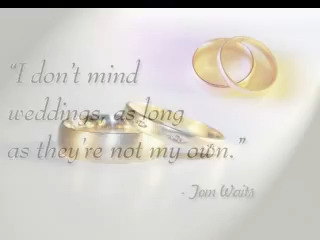 “I don't mind
weddings, as long
as they're not my own.”
- Tom Waits